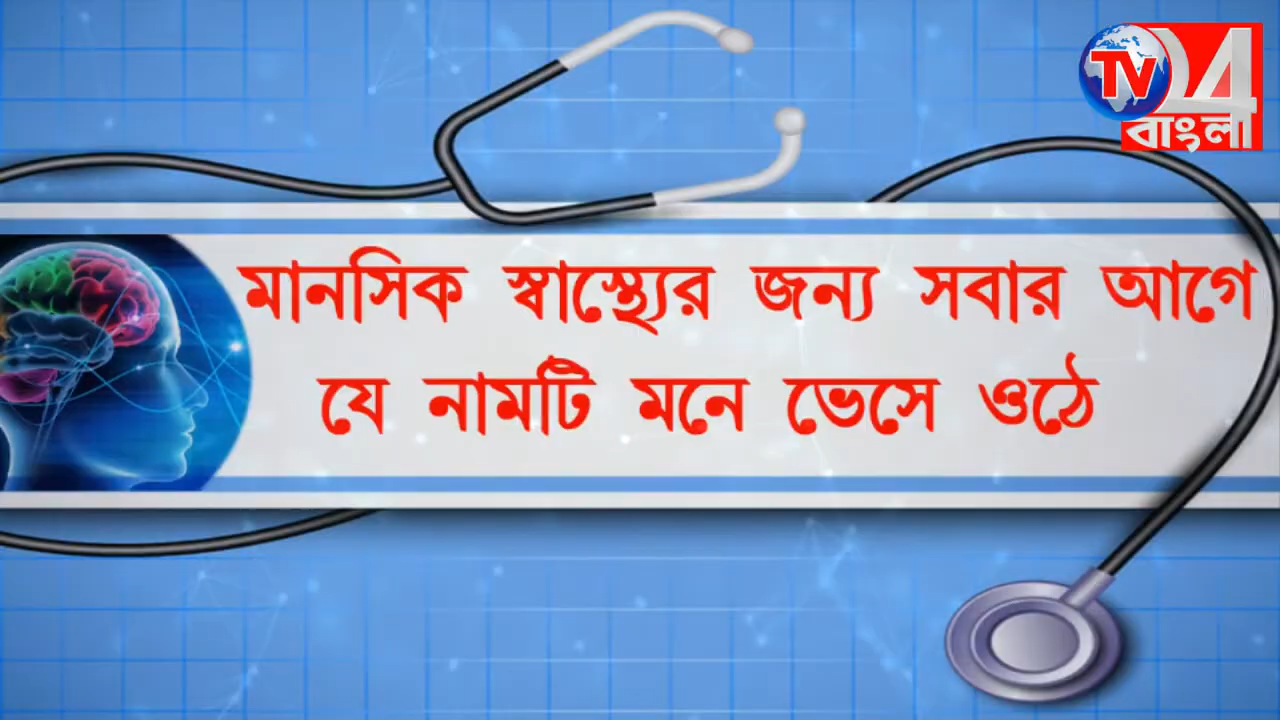 TV 24
বাংলা
মানসিক স্বাস্থ্যের জন্য সবার আগে
যে নামটি মনে ভেসে ওঠে